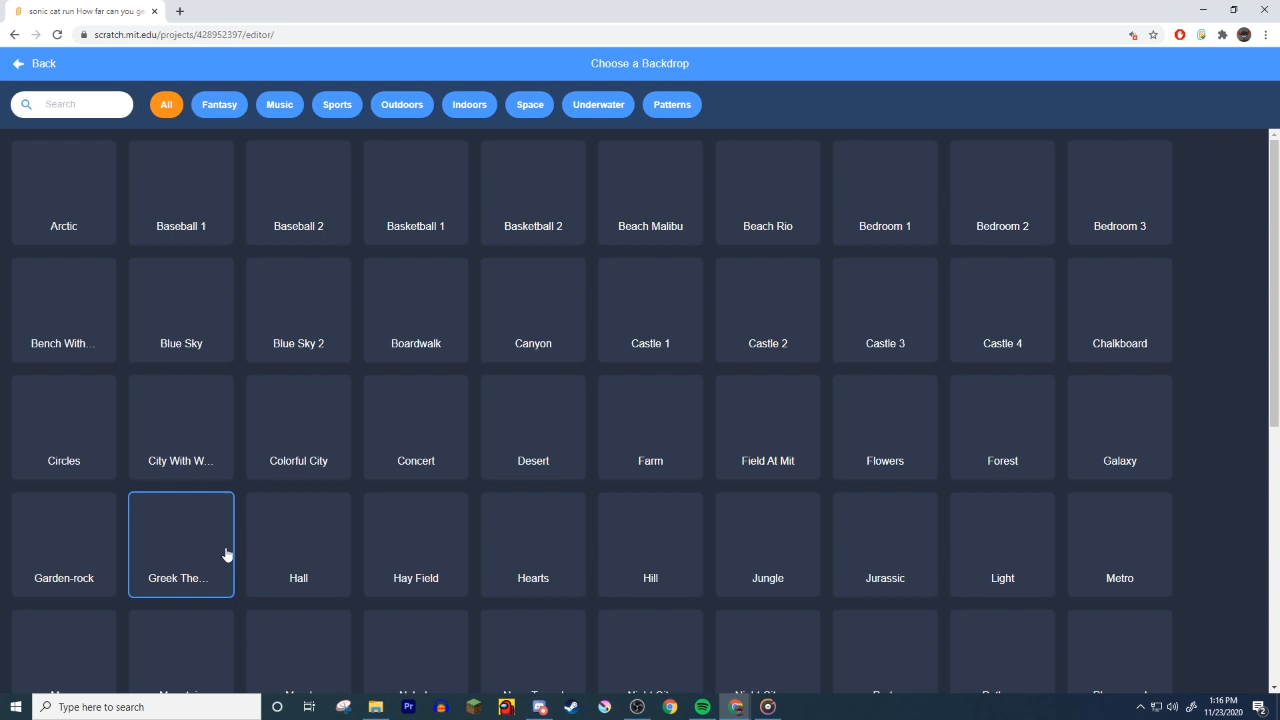 sonic cat run How far can you ge
scratch.mit.edu/projects/428952397/editor/
Back
Choose a Backdrop
Search
All
Fantasy
Music
Sports
Outdoors
Indoors
Space
Underwater
Patterns
Arctic
Baseball 1
Baseball 2
Basketball 1
Basketball 2
Beach Malibu
Beach Rio
Bedroom 1
Bedroom 2
Bedroom 3
Bench With...
Blue Sky
Blue Sky 2
Boardwalk
Canyon
Castle 1
Castle 2
Castle 3
Castle 4
Chalkboard
Circles
City With W...
Colorful City
Concert
Desert
Farm
Field At Mit
Flowers
Forest
Galaxy
Garden-rock
Greek The...
Hall
Hay Field
Hearts
Hill
Jungle
Jurassic
Light
Metro
Type here to search
Pr
1:16 PM
11/23/2020
2